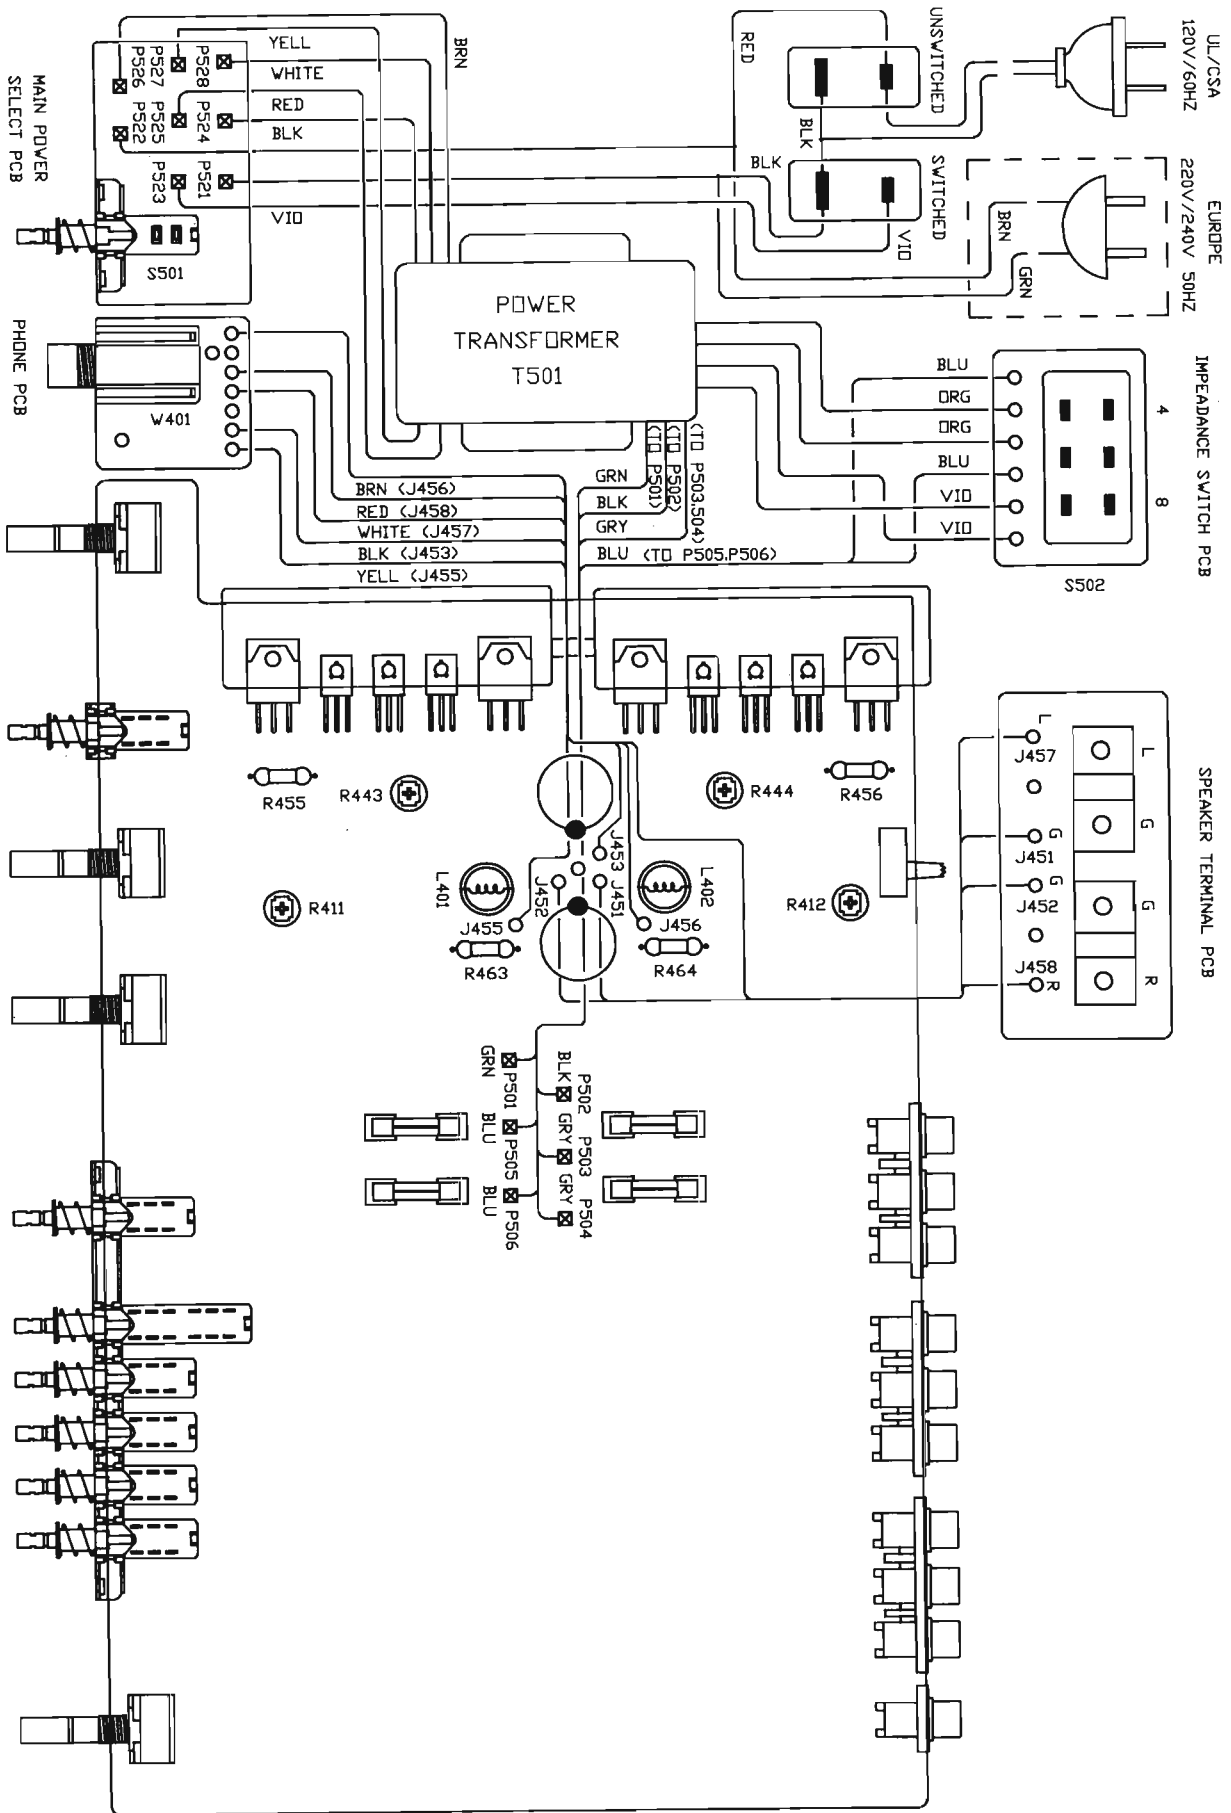 UL/CSA
120V/60HZ
EUROPE
220V/240V 50HZ
IMPEADANCE SWITCH PCB
SPEAKER TERMINAL PCB
UNSWITCHED
SWITCHED
RED
BLK
BLK
VIO
BRN
GRN
BRN
YELL
WHITE
RED
BLK
VIO
P528
P527
P526
P524
P525
P522
P521
P523
S501
MAIN POWER
SELECT PCB
POWER
TRANSFORMER
T501
PHONE PCB
W401
BLU
ORG
ORG
BLU
VIO
VIO
4
8
S502
(TO P501)
(TO P502)
(TO P503,504)
GRN
BLK
GRY
BLU (TO P505,P506)
BRN (J456)
RED (J458)
WHITE (J457)
BLK (J453)
YELL (J455)
L
J457
G
J451
G
J452
J458
R
L
G
G
R
R455
R443
R444
R456
J453
J451
J452
L401
L402
R411
J455
J456
R412
R463
R464
GRN
P501
BLU
P505
BLU
P506
BLK
P502
GRY
P503
GRY
P504